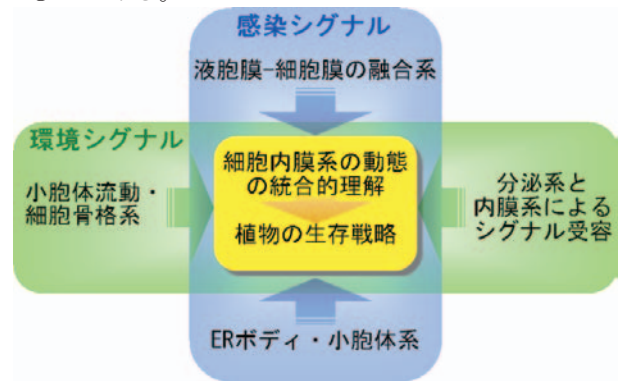 感染シグナル
液胞膜-細胞膜の融合系
環境シグナル
小胞体流動・
細胞骨格系
細胞内膜系の動態
の統合的理解
植物の生存戦略
分泌系と
内膜系による
シグナル受容
ERボディ・小胞体系